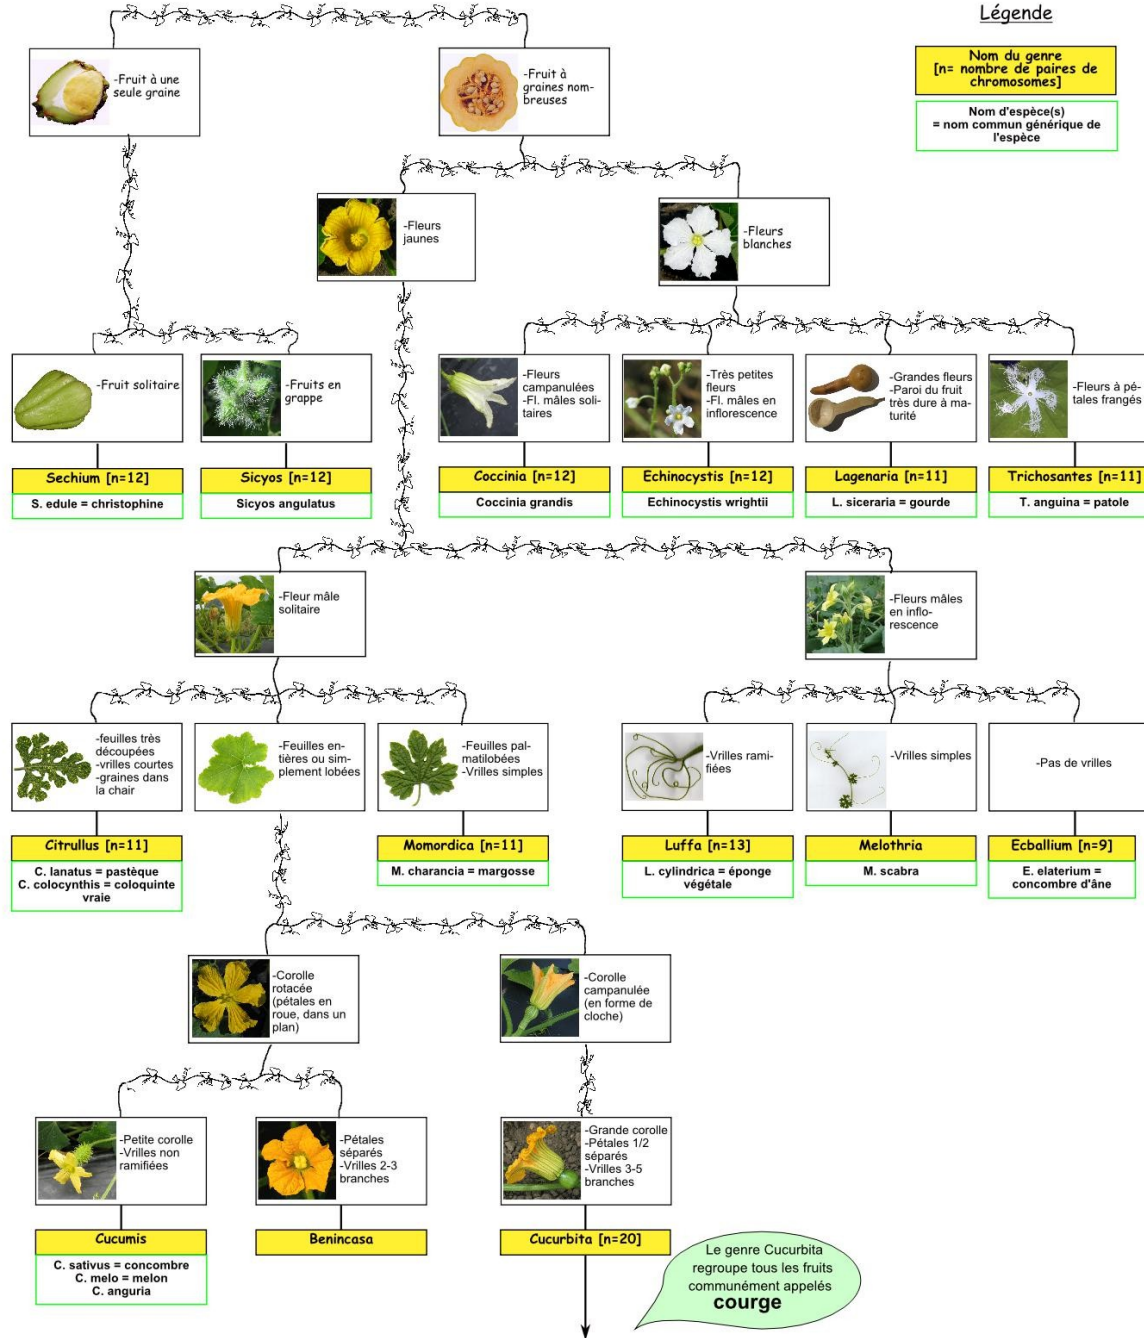 Légende
Nom du genre
[n= nombre de paires de
chromosomes]
Nom d'espèce(s)
= nom commun générique de
l'espèce
-Fruit à une
seule graine
-Fruit à
graines nom-
breuses
-Fleurs
jaunes
-Fleurs
blanches
-Fruit solitaire
-Fruits en
grappe
-Fleurs
campanulées
-Fl. mâles soli-
taires
-Très petites
fleurs
-Fl. mâles en
inflorescence
-Grandes fleurs
-Paroi du fruit
très dure à ma-
turité
-Fleurs à pé-
tales frangés
Sechium [n=12]
S. edule = christophine
Sicyos [n=12]
Sicyos angulatus
Coccinia [n=12]
Coccinia grandis
Echinocystis [n=12]
Echinocystis wrightii
Lagenaria [n=11]
L. siceraria = gourde
Trichosantes [n=11]
T. anguina = patole
-Fleur mâle
solitaire
-Fleurs mâles
en inflo-
rescence
-feuilles très
découpées
-vrilles courtes
-graines dans
la chair
-Feuilles en-
tières ou sim-
plement lobées
-Feuilles pal-
matilobées
-Vrilles simples
-Vrilles rami-
fiées
-Vrilles simples
-Pas de vrilles
Citrullus [n=11]
C. lanatus = pastèque
C. colocynthis = coloquinte
vraie
Momordica [n=11]
M. charancia = margosse
Luffa [n=13]
L. cylindrica = éponge
végétale
Melothria
M. scabra
Ecballium [n=9]
E. elaterium =
concombre d'âne
-Corolle
rotacée
(pétales en
roue, dans un
plan)
-Corolle
campanulée
(en forme de
cloche)
-Petite corolle
-Vrilles non
ramifiées
-Pétales
séparés
-Vrilles 2-3
branches
-Grande corolle
-Pétales 1/2
séparés
-Vrilles 3-5
branches
Cucumis
C. sativus = concombre
C. melo = melon
C. anguria
Benincasa
Cucurbita [n=20]
Le genre Cucurbita
regroupe tous les fruits
communément appelés
courge